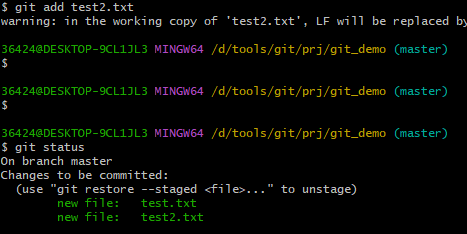 $ git add test2.txt
warning: in the working copy of 'test2.txt', LF will be replaced by
36424@DESKTOP-9CL1JL3 MINGW64 /d/tools/git/prj/git_demo (master)
$
36424@DESKTOP-9CL1JL3 MINGW64 /d/tools/git/prj/git_demo (master)
$
36424@DESKTOP-9CL1JL3 MINGW64 /d/tools/git/prj/git_demo (master)
$ git status
On branch master
Changes to be committed:
  (use "git restore --staged <file>..." to unstage)
        new file:   test.txt
        new file:   test2.txt